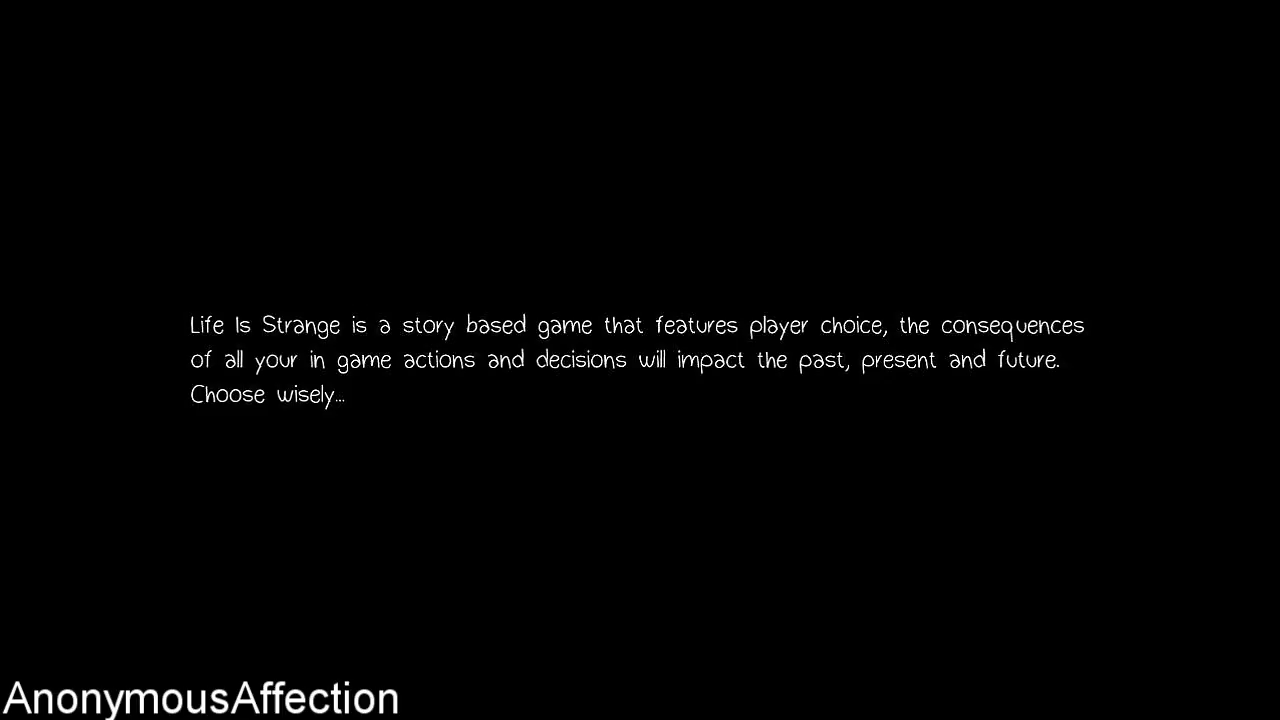 Life Is Strange is a story based game that features player choice, the consequences
of all your in game actions and decisions will impact the past, present and future.
Choose wisely...
AnonymousAffection